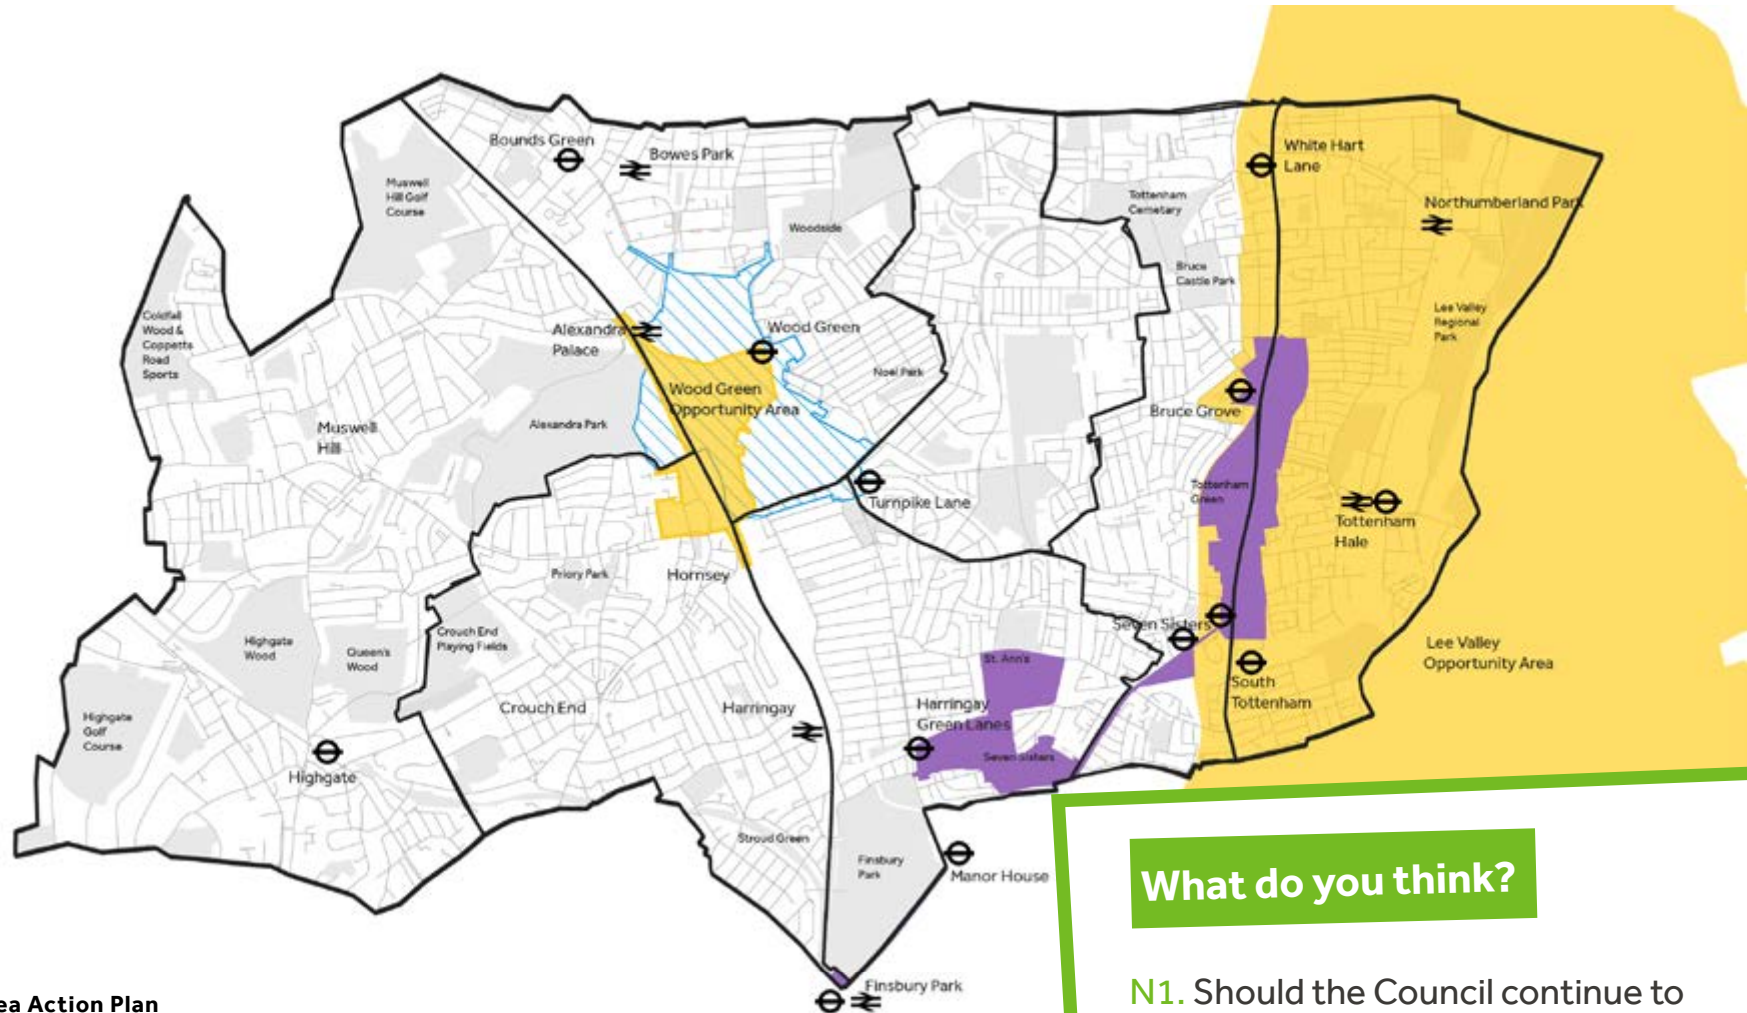 Bounds Green
Bowes Park
White Hart
Lane
Muswell
Hill Golf
Course
Tottenham
Cemetary
Northumberland Park
Woodside
Bruce
Castle Park
Coldfall
Wood &
Coppetts
Road
Sports
Alexandra
Palace
Wood Green
Lee Valley
Regional
Park
Noel Park
Wood Green
Opportunity Area
Bruce Grove
Muswell
Hill
Alexandra Park
Tottenham
Green
Turnpike Lane
Tottenham
Hale
Priory Park
Hornsey
Crouch End
Playing Fields
Seven Sisters
Highgate
Wood
Queen's
Wood
Lee Valley
Opportunity Area
St. Ann's
South
Tottenham
Highgate
Golf
Course
Crouch End
Harringay
Harringay
Green Lanes
Seven Sisters
Highgate
Stroud Green
Finsbury
Park
Manor House
Finsbury Park
ea Action Plan
What do you think?
N1. Should the Council continue to